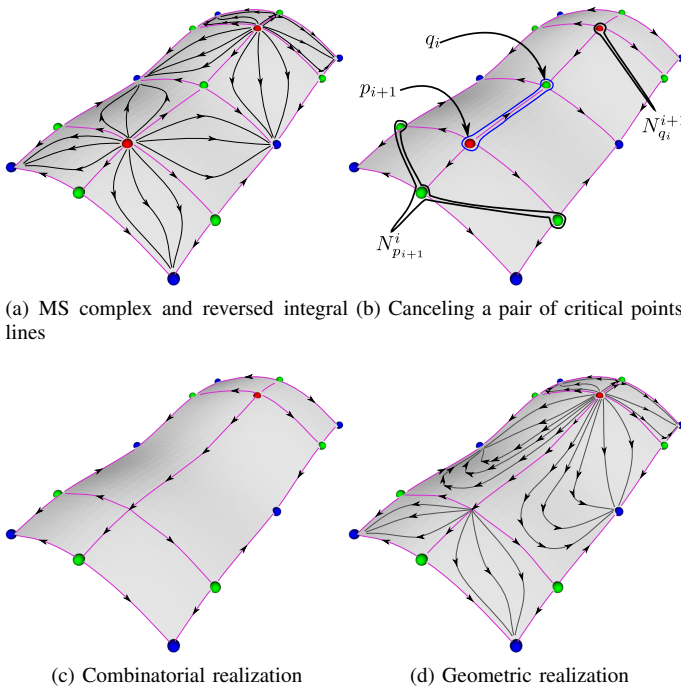 q_i
p_{i+1}
N^{i+1}_{q_i}
N^i_{p_{i+1}}
(a) MS complex and reversed integral lines
(b) Canceling a pair of critical points
(c) Combinatorial realization
(d) Geometric realization